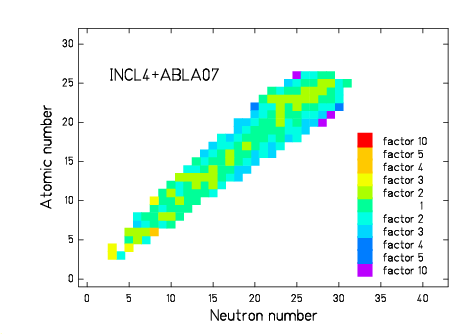 30
INCL4+ABLA07
25
20
15
10
5
0
Atomic number
factor 10
factor 5
factor 4
factor 3
factor 2
1
factor 2
factor 3
factor 4
factor 5
factor 10
0 5 10 15 20 25 30 35 40
Neutron number